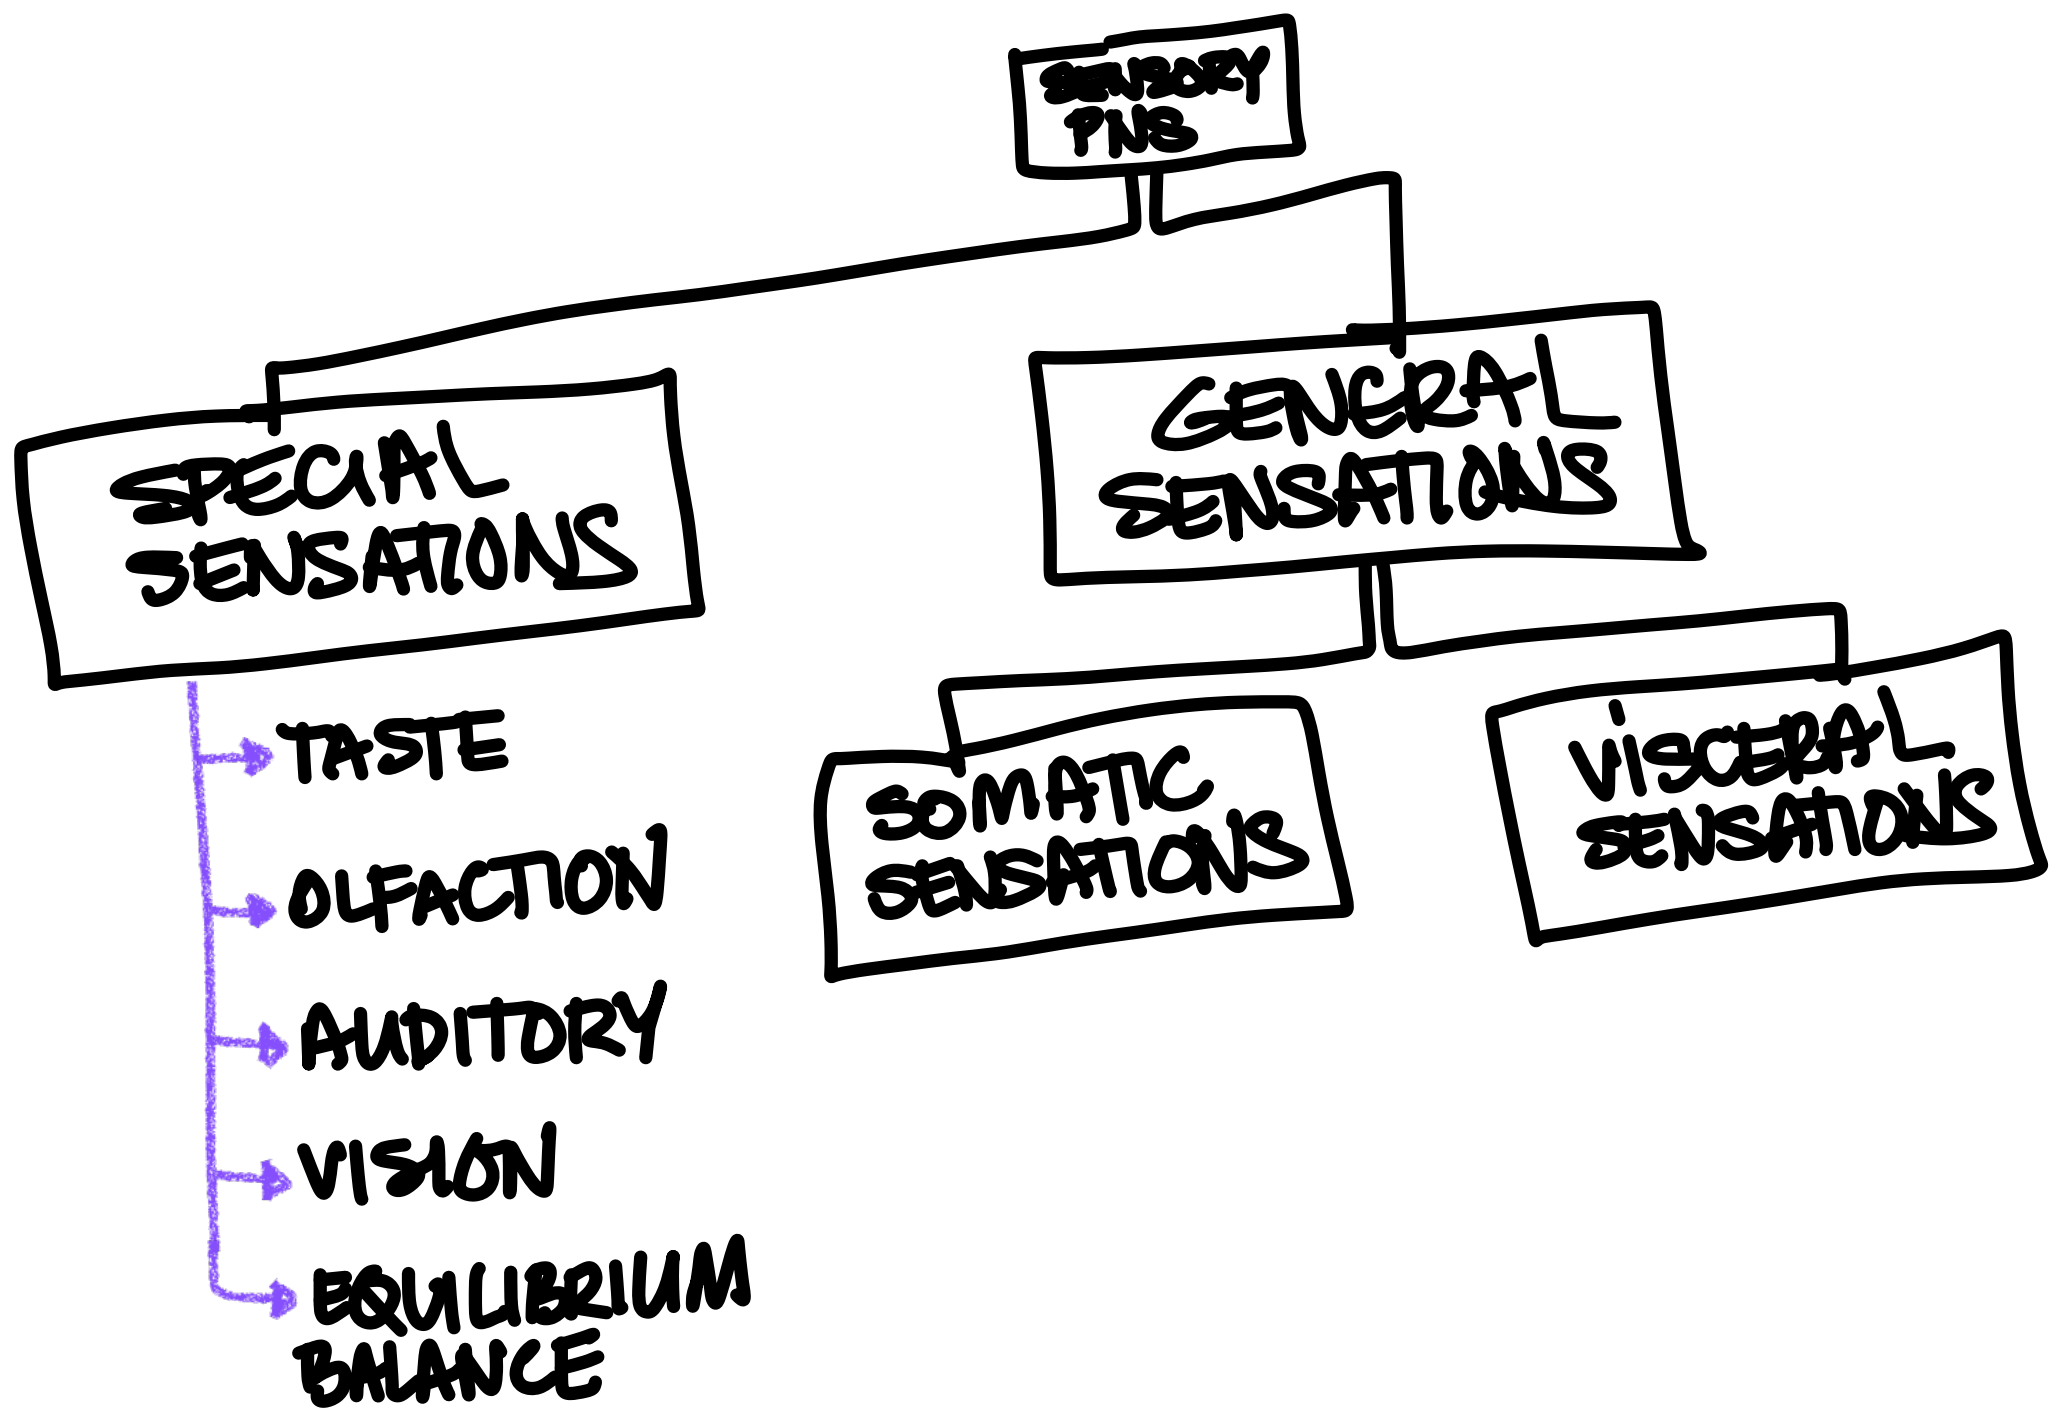 SENSORY
PNS
SPECIAL
SENSATIONS
GENERAL
SENSATIONS
TASTE
OLFACTION
AUDITORY
VISION
EQUILIBRIUM
BALANCE
SOMATIC
SENSATIONS
VISCERAL
SENSATIONS